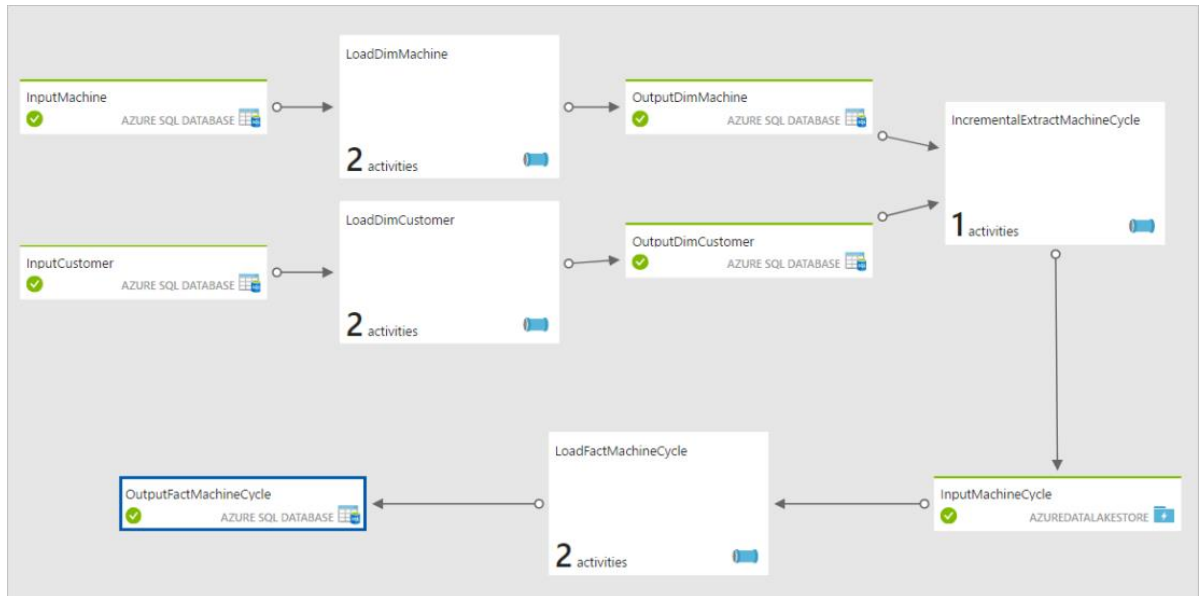 LoadDimMachine
InputMachine
AZURE SQL DATABASE
2 activities
OutputDimMachine
AZURE SQL DATABASE
IncrementalExtractMachineCycle
1 activities
LoadDimCustomer
InputCustomer
AZURE SQL DATABASE
2 activities
OutputDimCustomer
AZURE SQL DATABASE
LoadFactMachineCycle
2 activities
OutputFactMachineCycle
AZURE SQL DATABASE
InputMachineCycle
AZUREDATALAKESTORE